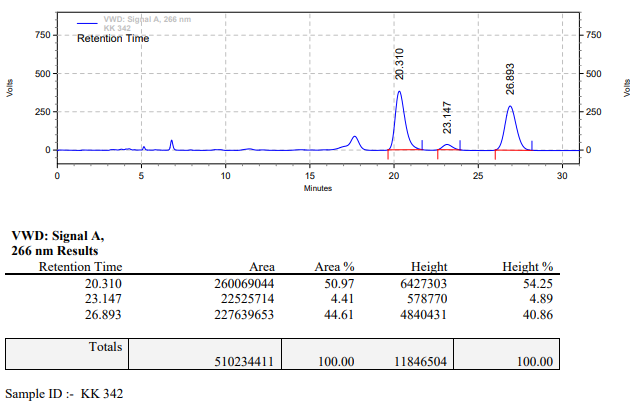 VWD: Signal A, 266 nm
KK 342
Retention Time
750
500
250
0
750
500
250
0
Volts
Volts
20.310
23.147
26.893
0 5 10 15 20 25 30
Minutes
VWD: Signal A,
266 nm Results
Retention Time Area Area % Height Height %
20.310 260069044 50.97 6427303 54.25
23.147 22525714 4.41 578770 4.89
26.893 227639653 44.61 4840431 40.86
Totals
510234411 100.00 11846504 100.00
Sample ID :- KK 342